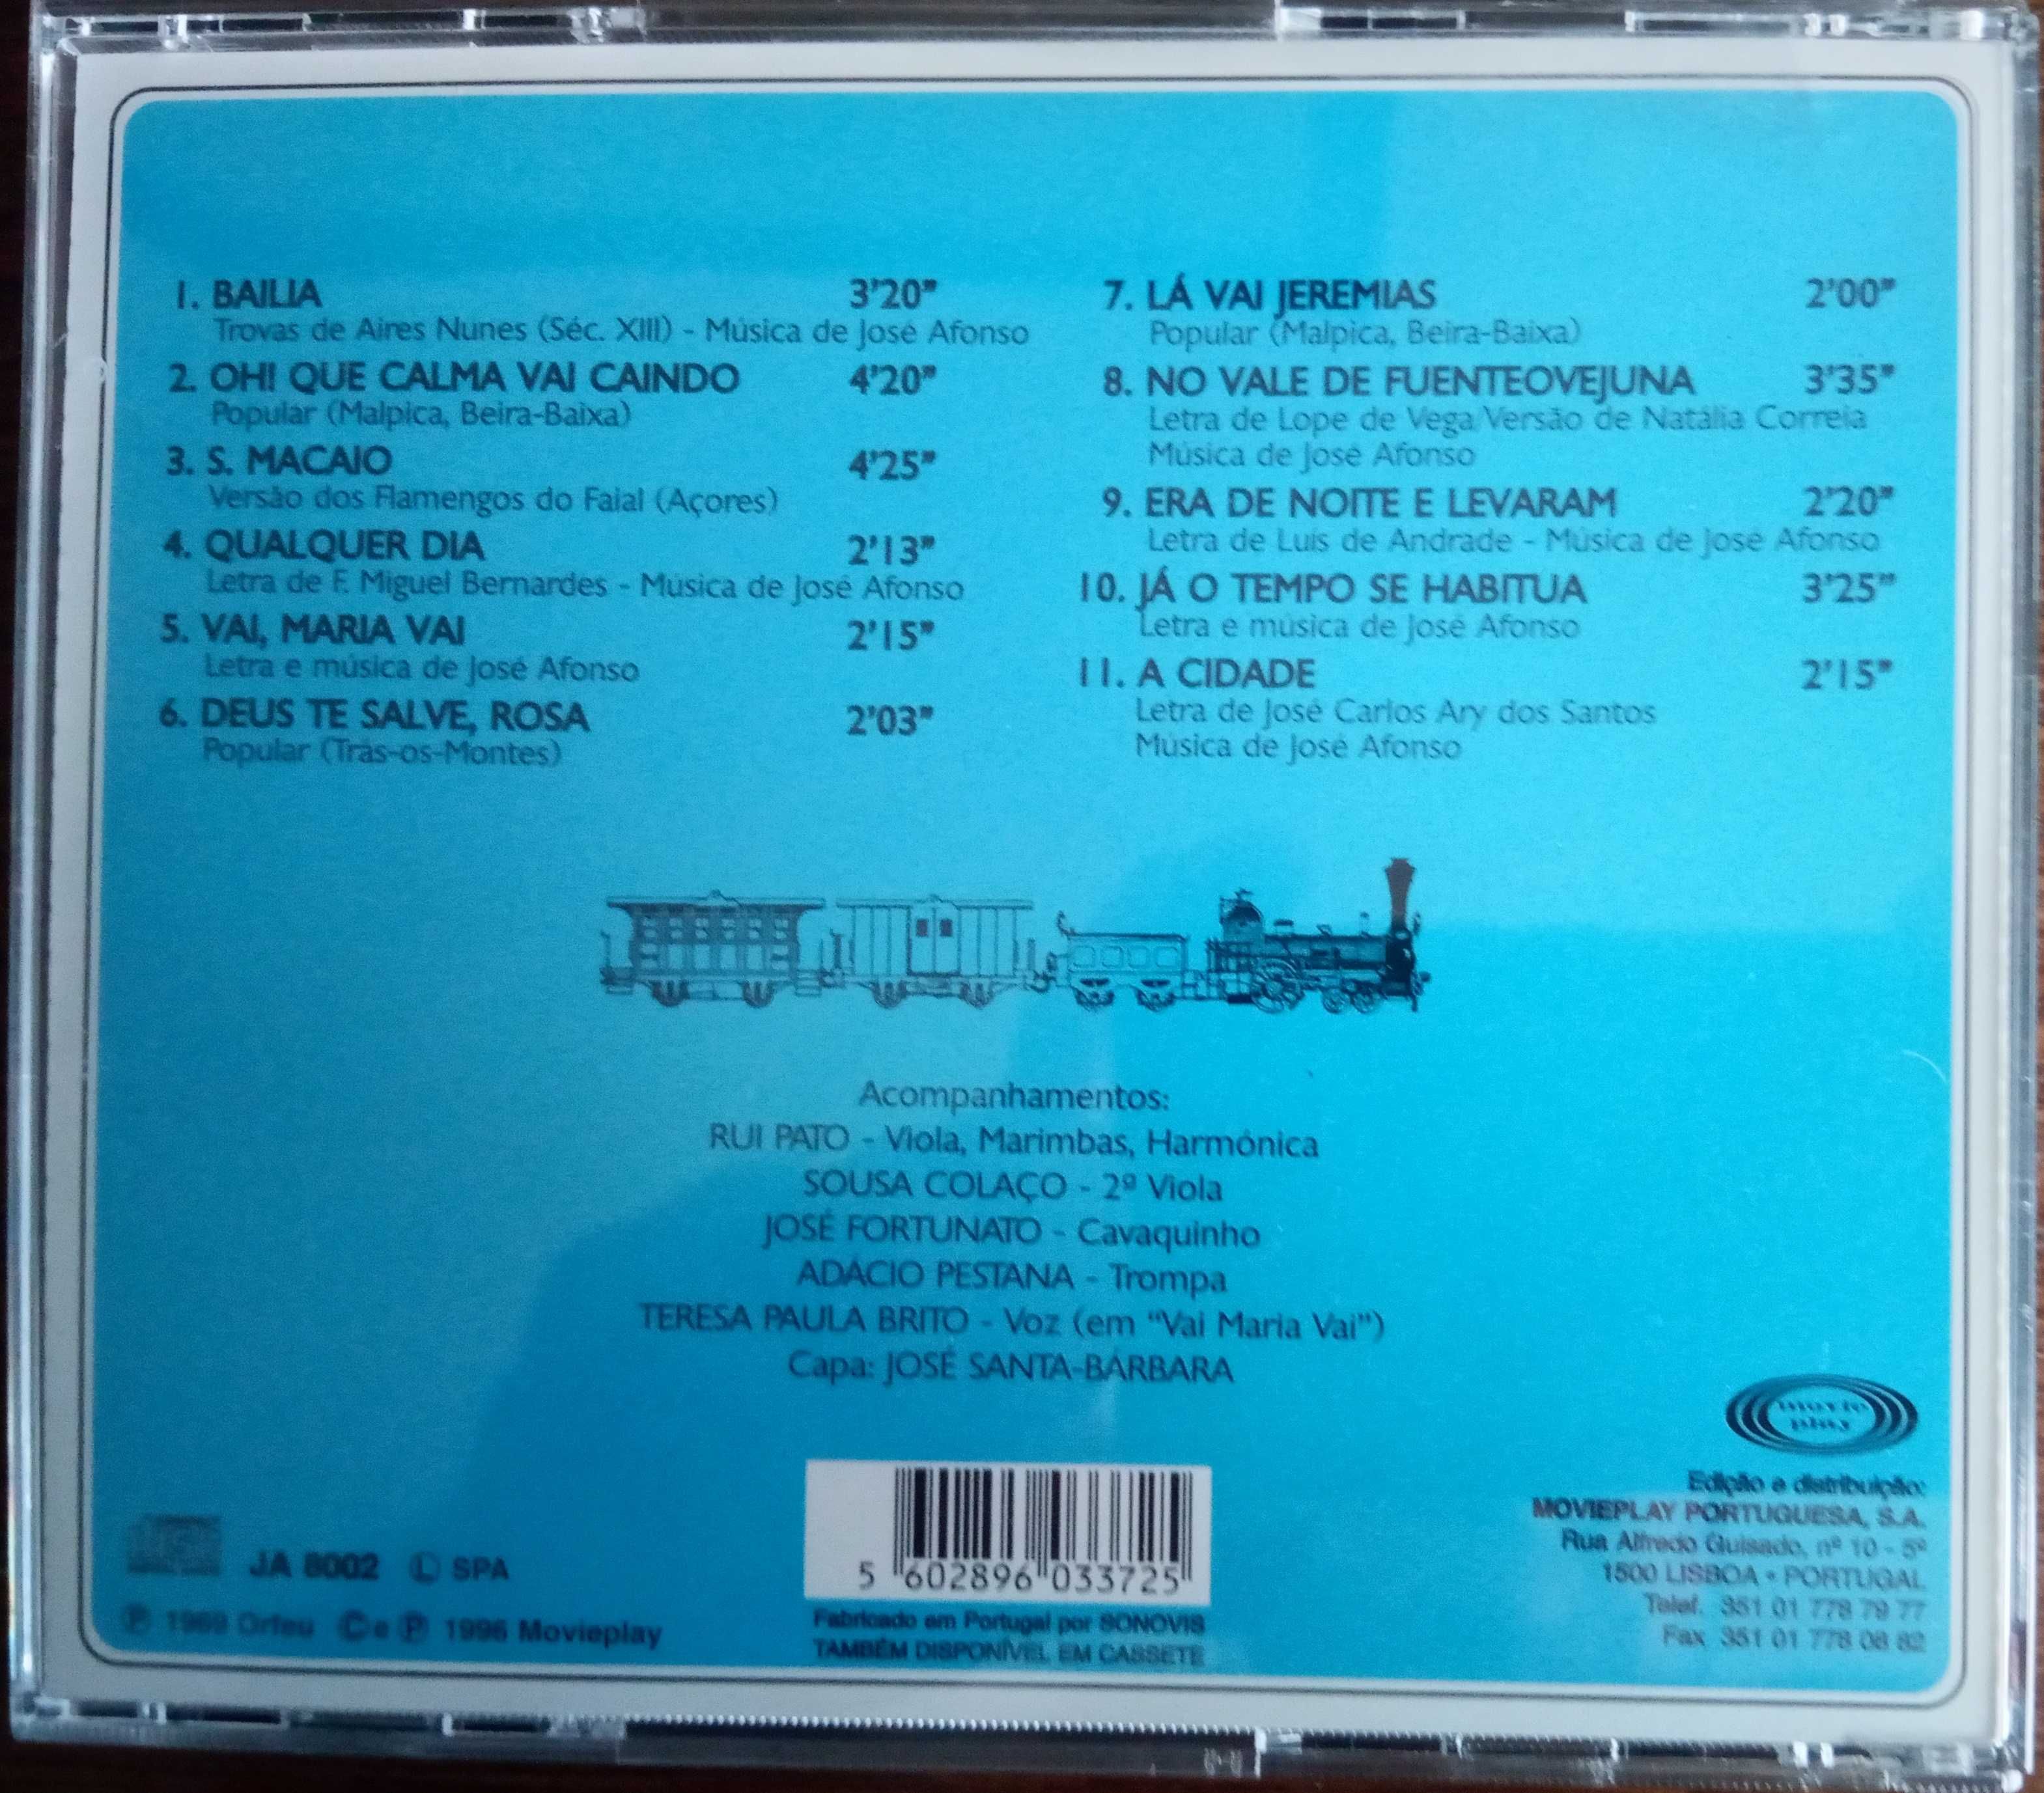 1. BAILIA 3'20"
Trovas de Aires Nunes (Séc. XIII) - Música de José Afonso
2. OH! QUE CALMA VAI CAINDO 4'20"
Popular (Malpica, Beira-Baixa)
3. S. MACAIO 4'25"
Versão dos Flamengos do Faial (Açores)
4. QUALQUER DIA 2'13"
Letra de F. Miguel Bernardes - Música de José Afonso
5. VAI, MARIA VAI 2'15"
Letra e música de José Afonso
6. DEUS TE SALVE, ROSA 2'03"
Popular (Trás-os-Montes)
7. LÁ VAI JEREMIAS 2'00"
Popular (Malpica, Beira-Baixa)
8. NO VALE DE FUENTEOVEJUNA 3'35"
Letra de Lope de Vega/Versão de Natália Correia
Música de José Afonso
9. ERA DE NOITE E LEVARAM 2'20"
Letra de Luís de Andrade - Música de José Afonso
10. JÁ O TEMPO SE HABITUA 3'25"
Letra e música de José Afonso
11. A CIDADE 2'15"
Letra de José Carlos Ary dos Santos
Música de José Afonso
Acompanhamentos:
RUI PATO - Viola, Marimbas, Harmónica
SOUSA COLAÇO - 2ª Viola
JOSÉ FORTUNATO - Cavaquinho
ADÁCIO PESTANA - Trompa
TERESA PAULA BRITO - Voz (em "Vai Maria Vai")
Capa: JOSÉ SANTA-BÁRBARA
movie
play
Edição e distribuição:
MOVIEPLAY PORTUGUESA, S.A.
Rua Alfredo Guisado, nº 10 - 5º
1500 LISBOA • PORTUGAL
Telef. 351 01 778 79 77
Fax 351 01 778 08 82
JA 8002 Ⓛ SPA
Ⓟ 1969 Orfeu Ⓒ e Ⓟ 1996 Movieplay
5 602896 033725
Fabricado em Portugal por SONOVIS
TAMBÉM DISPONÍVEL EM CASSETE